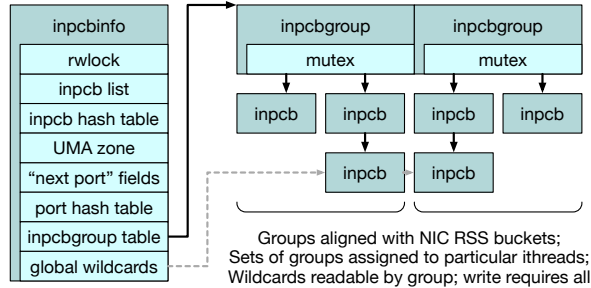 inpcbinfo
rwlock
inpcb list
inpcb hash table
UMA zone
“next port” fields
port hash table
inpcbgroup table
global wildcards
inpcbgroup
inpcbgroup
mutex
mutex
inpcb
inpcb
inpcb
inpcb
inpcb
inpcb
Groups aligned with NIC RSS buckets;
Sets of groups assigned to particular ithreads;
Wildcards readable by group; write requires all